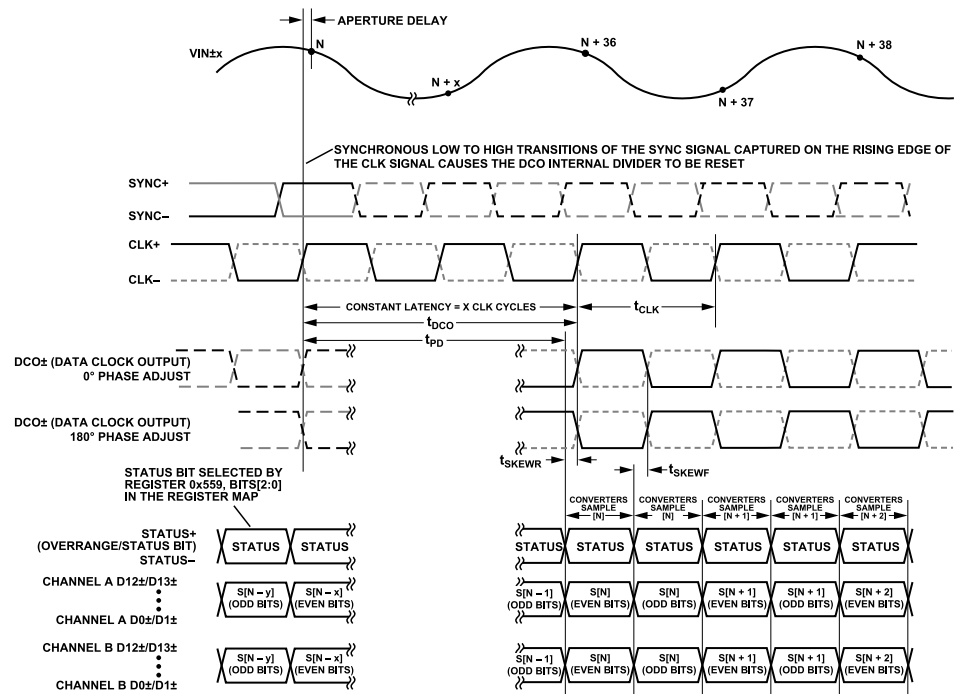 APERTURE DELAY
VIN±x
N
N + x
N + 36
N + 37
N + 38
SYNCHRONOUS LOW TO HIGH TRANSITIONS OF THE SYNC SIGNAL CAPTURED ON THE RISING EDGE OF
THE CLK SIGNAL CAUSES THE DCO INTERNAL DIVIDER TO BE RESET
SYNC+
SYNC–
CLK+
CLK–
CONSTANT LATENCY = X CLK CYCLES
tCLK
tDCO
tPD
DCO± (DATA CLOCK OUTPUT)
0° PHASE ADJUST
DCO± (DATA CLOCK OUTPUT)
180° PHASE ADJUST
tSKEWR
tSKEWF
STATUS BIT SELECTED BY
REGISTER 0x559, BITS[2:0]
IN THE REGISTER MAP
CONVERTERS
SAMPLE
[N]
CONVERTERS
SAMPLE
[N]
CONVERTERS
SAMPLE
[N + 1]
CONVERTERS
SAMPLE
[N + 1]
CONVERTERS
SAMPLE
[N + 2]
STATUS+
(OVERRANGE/STATUS BIT)
STATUS–
STATUS STATUS STATUS STATUS STATUS STATUS STATUS STATUS
CHANNEL A D12±/D13±
CHANNEL A D0±/D1±
S[N – y] S[N – x] S[N – 1] S[N] S[N] S[N + 1] S[N + 1] S[N + 2]
(ODD BITS) (EVEN BITS) (ODD BITS) (EVEN BITS) (ODD BITS) (EVEN BITS) (ODD BITS) (EVEN BITS)
CHANNEL B D12±/D13±
CHANNEL B D0±/D1±
S[N – y] S[N – x] S[N – 1] S[N] S[N] S[N + 1] S[N + 1] S[N + 2]
(ODD BITS) (EVEN BITS) (ODD BITS) (EVEN BITS) (ODD BITS) (EVEN BITS) (ODD BITS) (EVEN BITS)